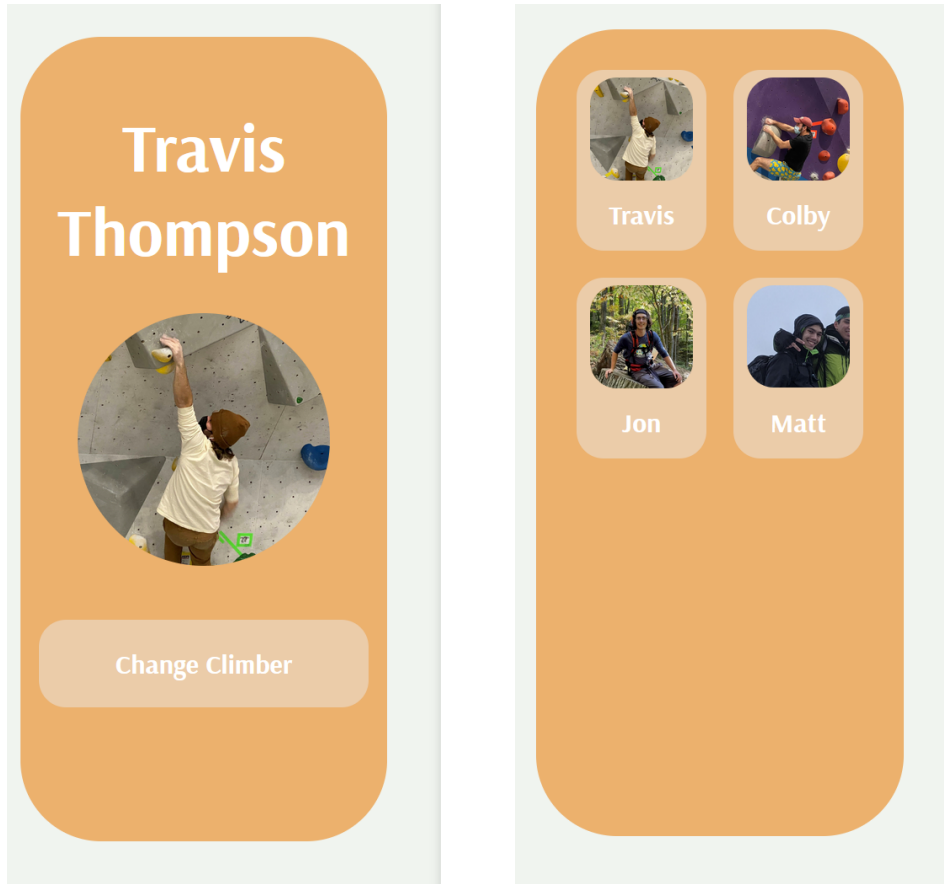 Travis
Thompson
Change Climber
Travis
Colby
Jon
Matt